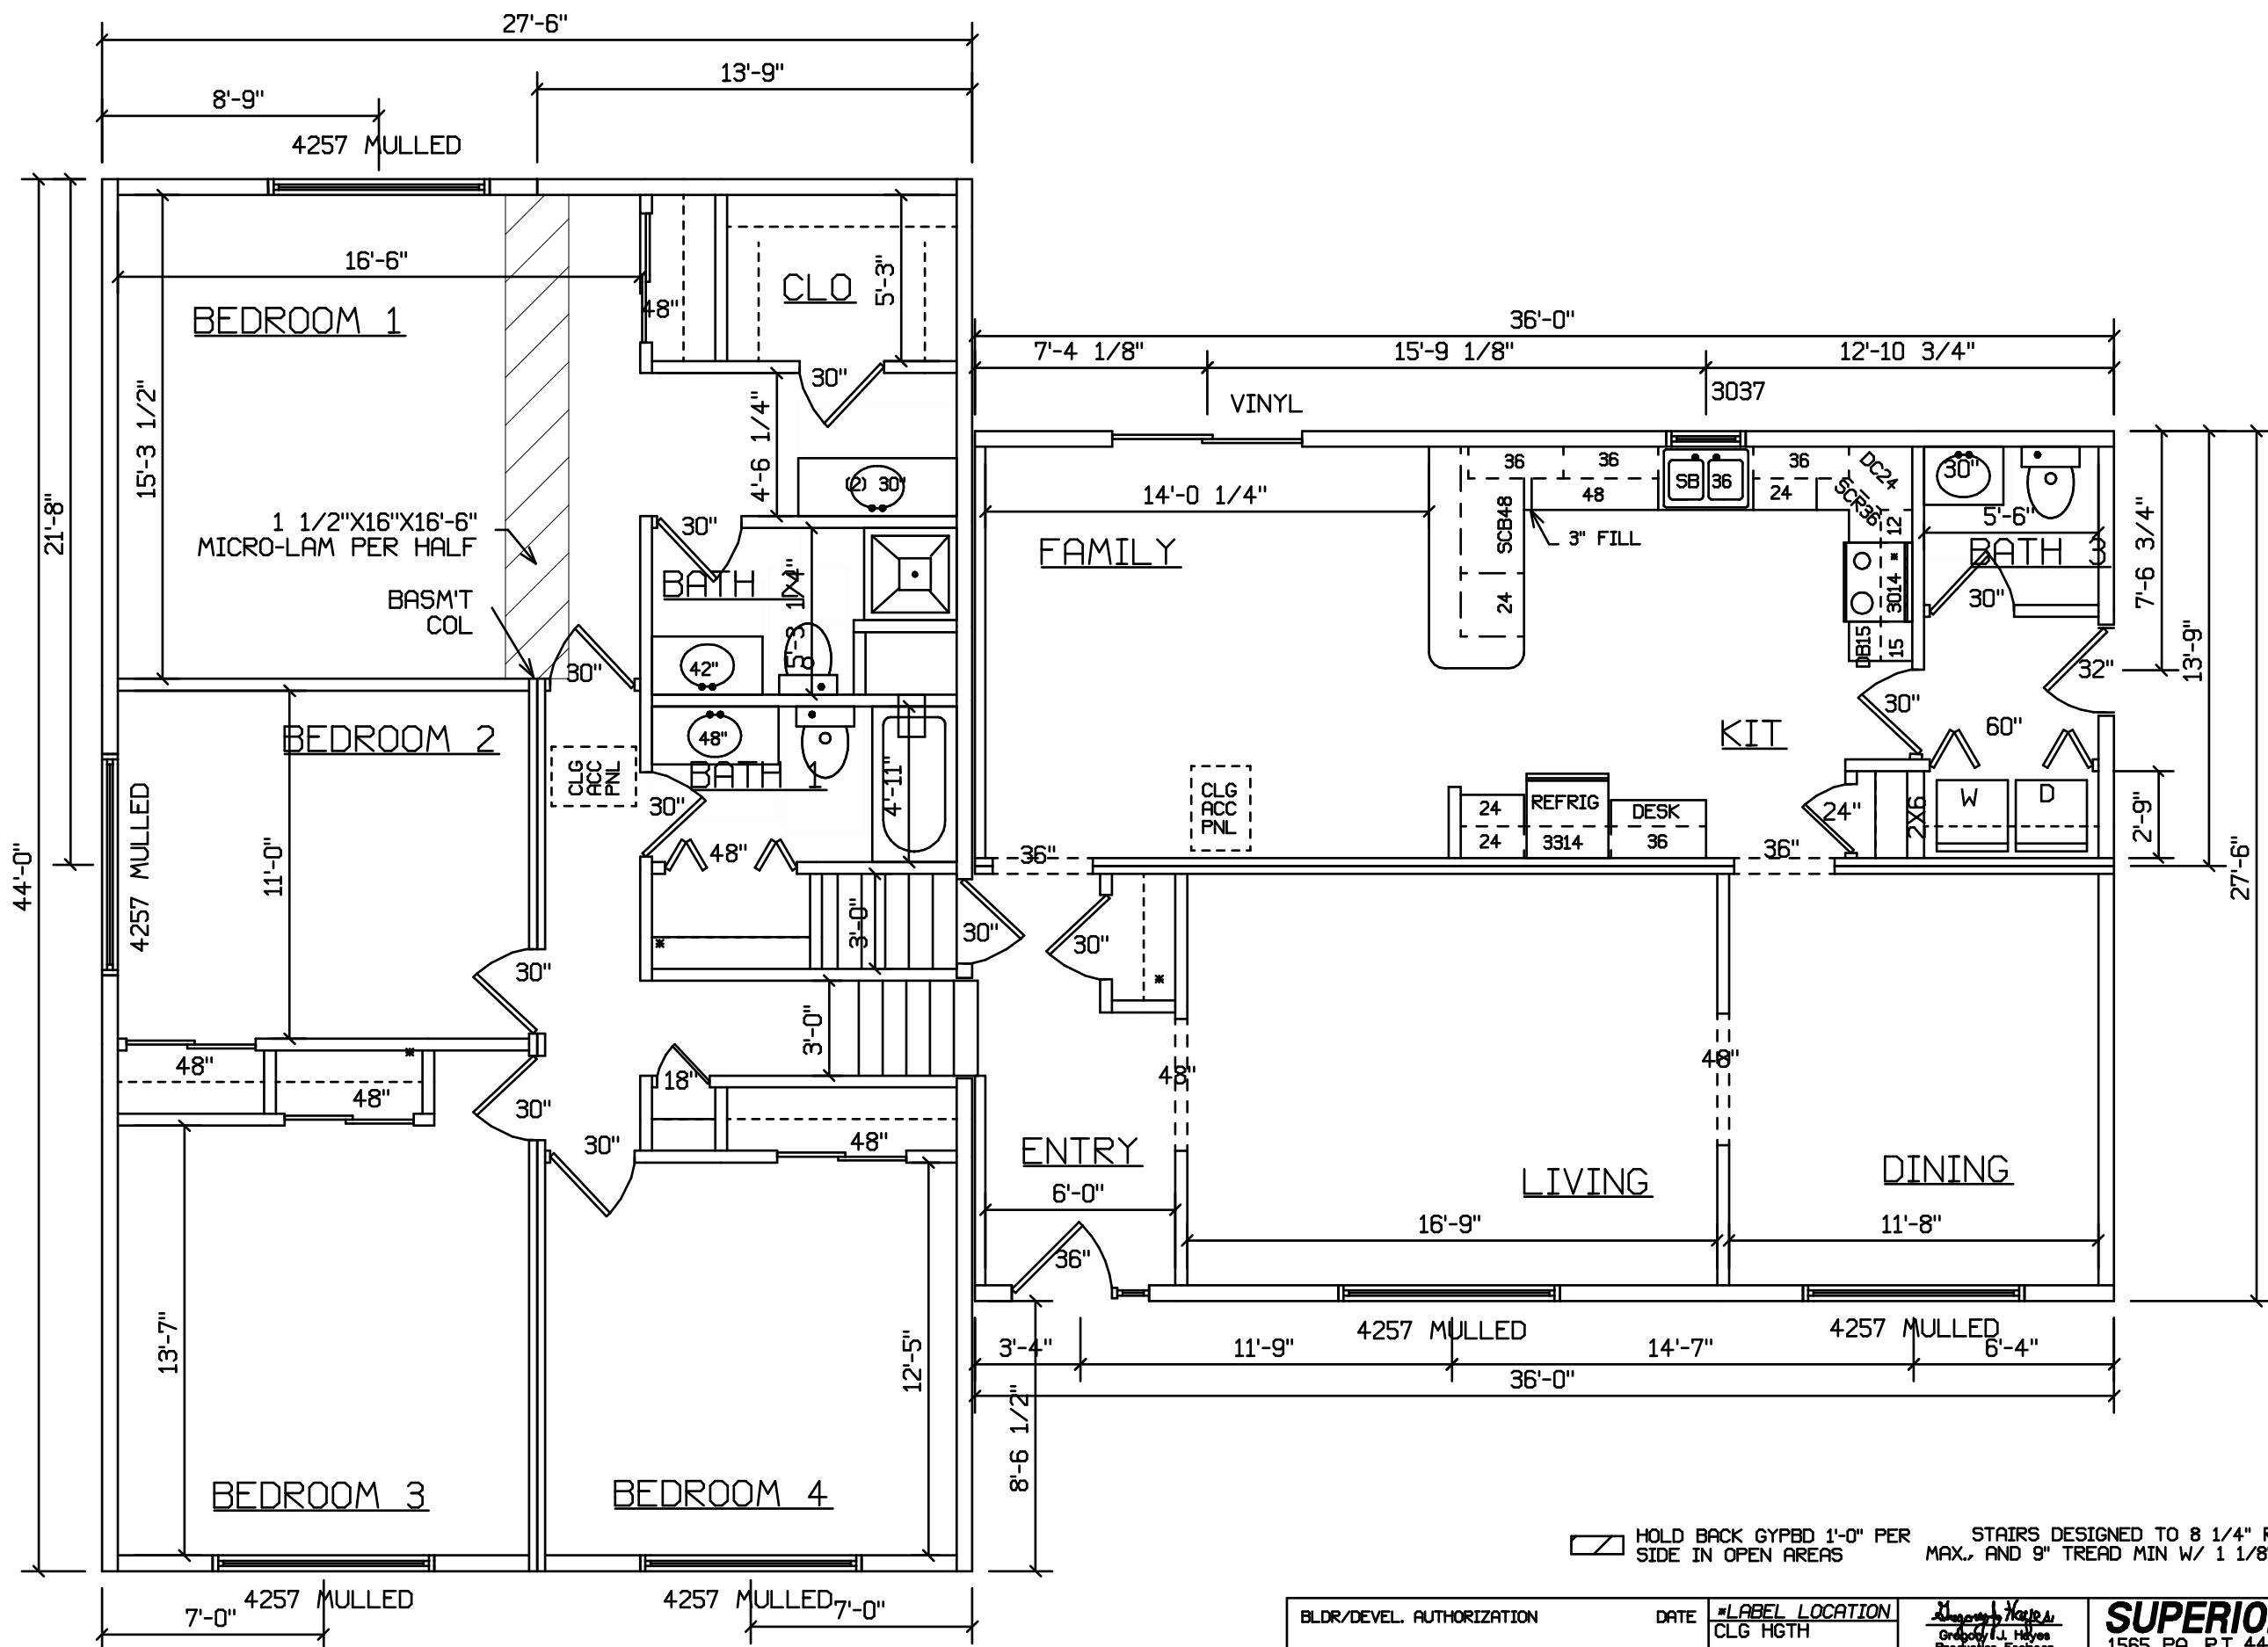 27'-6"
13'-9"
8'-9"
4257 MULLED
16'-6"
48"
CLO
5'-3"
BEDROOM 1
15'-3 1/2"
21'-8"
44'-0"
30"
4'-6 1/4"
(2) 30"
1 1/2"X16"X16'-6"
MICRO-LAM PER HALF
BASM'T
COL
30"
BATH
42"
30"
36'-0"
7'-4 1/8"
15'-9 1/8"
12'-10 3/4"
3037
VINYL
36
36
36
DC24
SCR36
12
SB
36
48
24
14'-0 1/4"
SCB48
24
3" FILL
FAMILY
3014
*
DB15
15
30"
5'-6"
BATH 3
30"
7'-6 3/4"
13'-9"
27'-6"
32"
30"
60"
KIT
BEDROOM 2
4257 MULLED
11'-0"
CLG
ACC
PNL
48"
BATH 1
4'-11"
30"
48"
CLG
ACC
PNL
24
24
REFRIG
3314
DESK
36
24"
2X6
W
D
2'-9"
36"
36"
3'-0"
*
30"
30"
*
30"
3'-0"
48"
*
48"
30"
18"
30"
48"
48"
48"
ENTRY
6'-0"
36"
LIVING
16'-9"
DINING
11'-8"
13'-7"
12'-5"
BEDROOM 3
BEDROOM 4
4257 MULLED
4257 MULLED
3'-4"
11'-9"
14'-7"
6'-4"
36'-0"
8'-6 1/2"
4257 MULLED
4257 MULLED
7'-0"
7'-0"
HOLD BACK GYPBD 1'-0" PER
SIDE IN OPEN AREAS
STAIRS DESIGNED TO 8 1/4"
MAX., AND 9" TREAD MIN W/ 1 1/8
BLDR/DEVEL. AUTHORIZATION
DATE
*LABEL LOCATION
CLG HGTH
Gregory J. Hayes
SUPERIO
1565 PA. RT 44